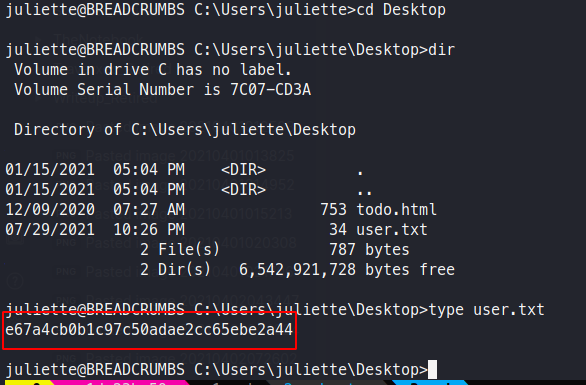 juliette@BREADCRUMBS C:\Users\juliette>cd Desktop
juliette@BREADCRUMBS C:\Users\juliette\Desktop>dir
Volume in drive C has no label.
Volume Serial Number is 7C07-CD3A
Directory of C:\Users\juliette\Desktop
01/15/2021  05:04 PM    <DIR>          .
01/15/2021  05:04 PM    <DIR>          ..
12/09/2020  07:27 AM               753 todo.html
07/29/2021  10:26 PM                34 user.txt
2 File(s)            787 bytes
2 Dir(s)   6,542,921,728 bytes free
juliette@BREADCRUMBS C:\Users\juliette\Desktop>type user.txt
e67a4cb0b1c97c50adae2cc65ebe2a44
juliette@BREADCRUMBS C:\Users\juliette\Desktop>